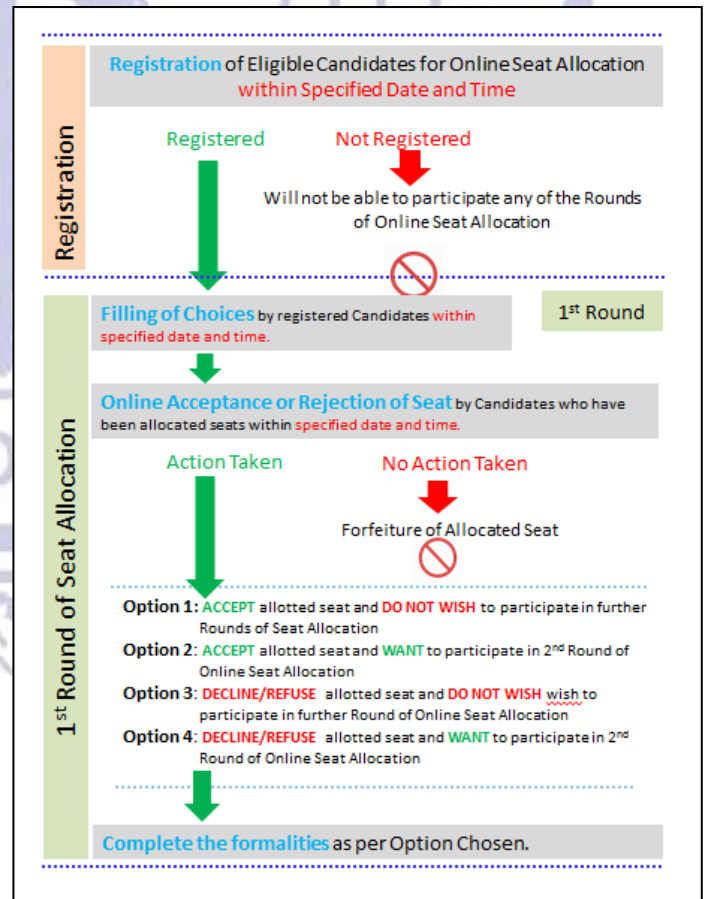 Registration of Eligible Candidates for Online Seat Allocation
within Specified Date and Time
Registration
Registered
Not Registered
Will not be able to participate any of the Rounds
of Online Seat Allocation
1st Round of Seat Allocation
Filling of Choices by registered Candidates within
specified date and time.
1st Round
Online Acceptance or Rejection of Seat by Candidates who have
been allocated seats within specified date and time.
Action Taken
No Action Taken
Forfeiture of Allocated Seat
Option 1: ACCEPT allotted seat and DO NOT WISH to participate in further
Rounds of Seat Allocation
Option 2: ACCEPT allotted seat and WANT to participate in 2nd Round of
Online Seat Allocation
Option 3: DECLINE/REFUSE allotted seat and DO NOT WISH wish to
participate in further Round of Online Seat Allocation
Option 4: DECLINE/REFUSE allotted seat and WANT to participate in 2nd
Round of Online Seat Allocation
Complete the formalities as per Option Chosen.